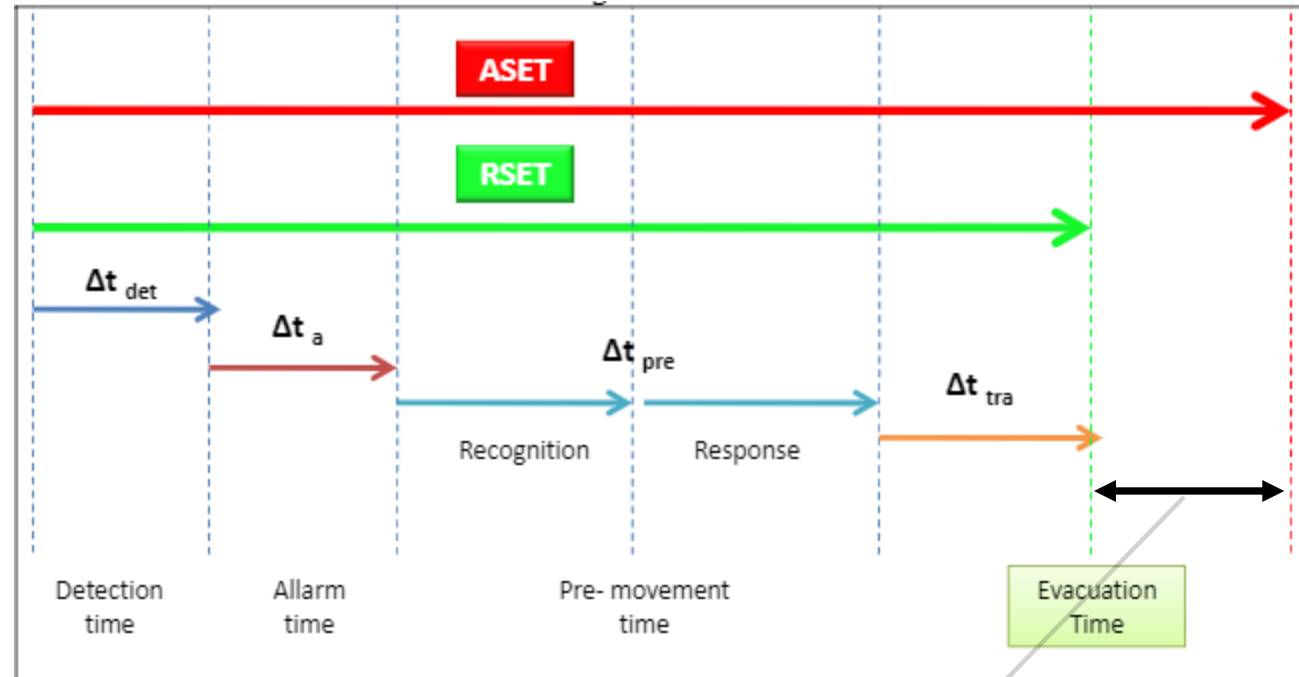 ASET
RSET
Δt det
Δt a
Δt pre
Δt tra
Recognition
Response
Detection
time
Allarm
time
Pre- movement
time
Evacuation
Time